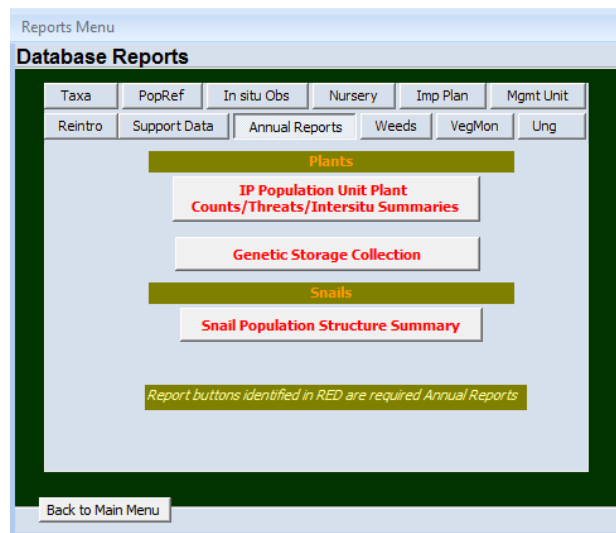 Reports Menu
Database Reports
Taxa PopRef In situ Obs Nursery Imp Plan Mgmt Unit
Reintro Support Data Annual Reports Weeds VegMon Ung
Plants
IP Population Unit Plant
Counts/Threats/Intersitu Summaries
Genetic Storage Collection
Snails
Snail Population Structure Summary
Report buttons identified in RED are required Annual Reports
Back to Main Menu